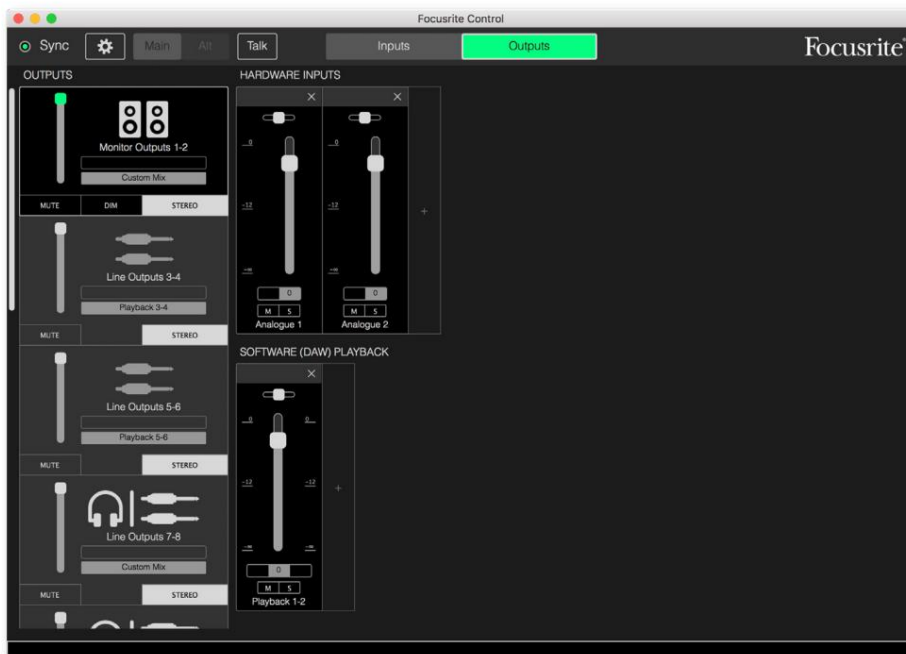 Focusrite Control
Sync Main Alt Talk Inputs Outputs Focusrite®
OUTPUTS
Monitor Outputs 1-2
Custom Mix
MUTE DIM STEREO
Line Outputs 3-4
Playback 3-4
MUTE STEREO
Line Outputs 5-6
Playback 5-6
MUTE STEREO
Line Outputs 7-8
Custom Mix
MUTE STEREO
HARDWARE INPUTS
0 0
-12 -12
-∞ -∞
0 0
M S M S
Analogue 1 Analogue 2
+
SOFTWARE (DAW) PLAYBACK
0 0
-12 -12
-∞ -∞
0
M S
Playback 1-2
+